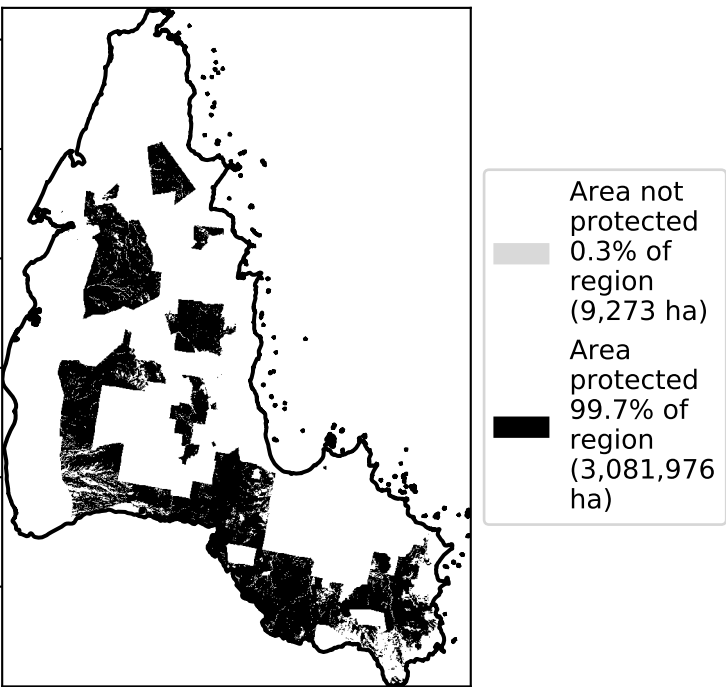 Area not
protected
0.3% of
region
(9,273 ha)
Area
protected
99.7% of
region
(3,081,976
ha)